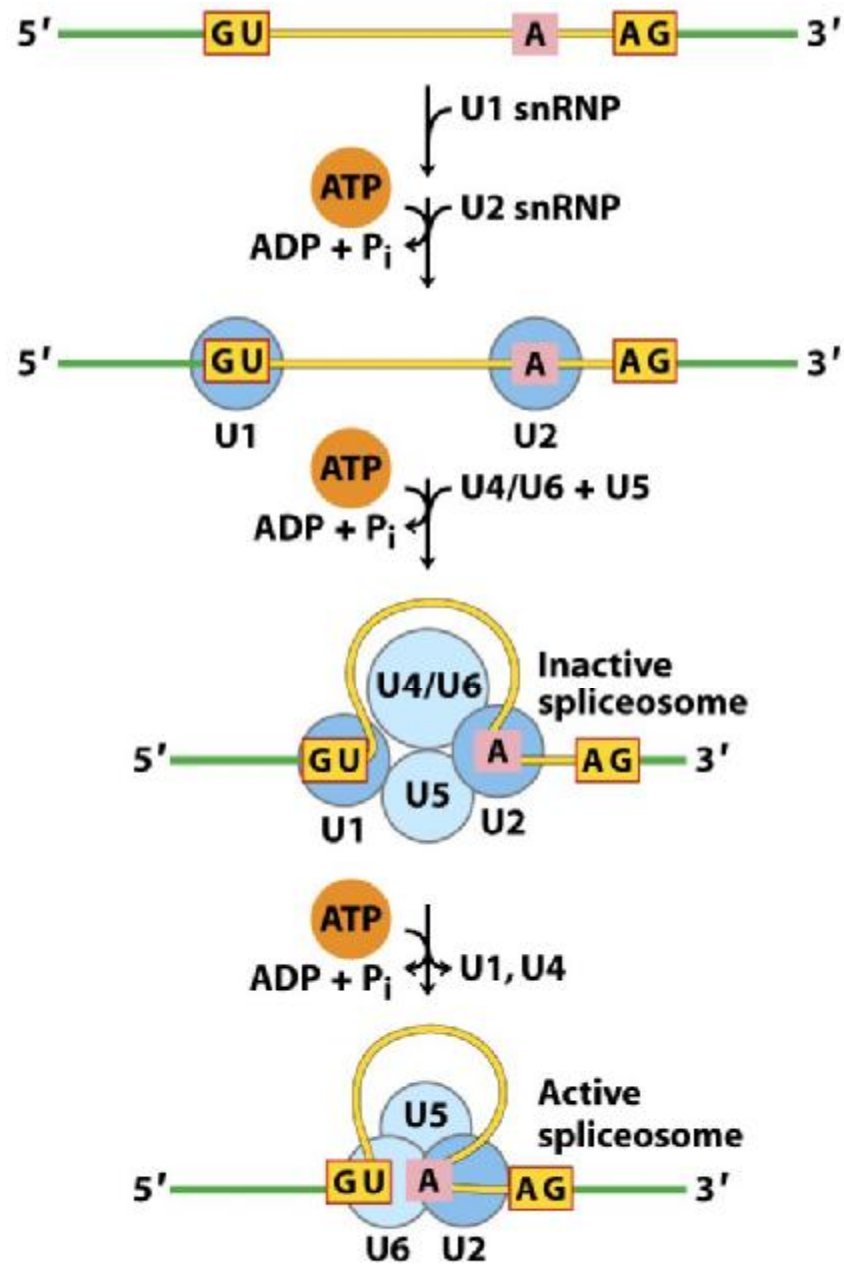 5′ GU A AG 3′
U1 snRNP
ATP
U2 snRNP
ADP + Pi
5′ GU A AG 3′
U1 U2
ATP
U4/U6 + U5
ADP + Pi
Inactive
spliceosome
U4/U6
5′ GU A AG 3′
U5
U1 U2
ATP
ADP + Pi U1, U4
Active
spliceosome
U5
5′ GU A AG 3′
U6 U2